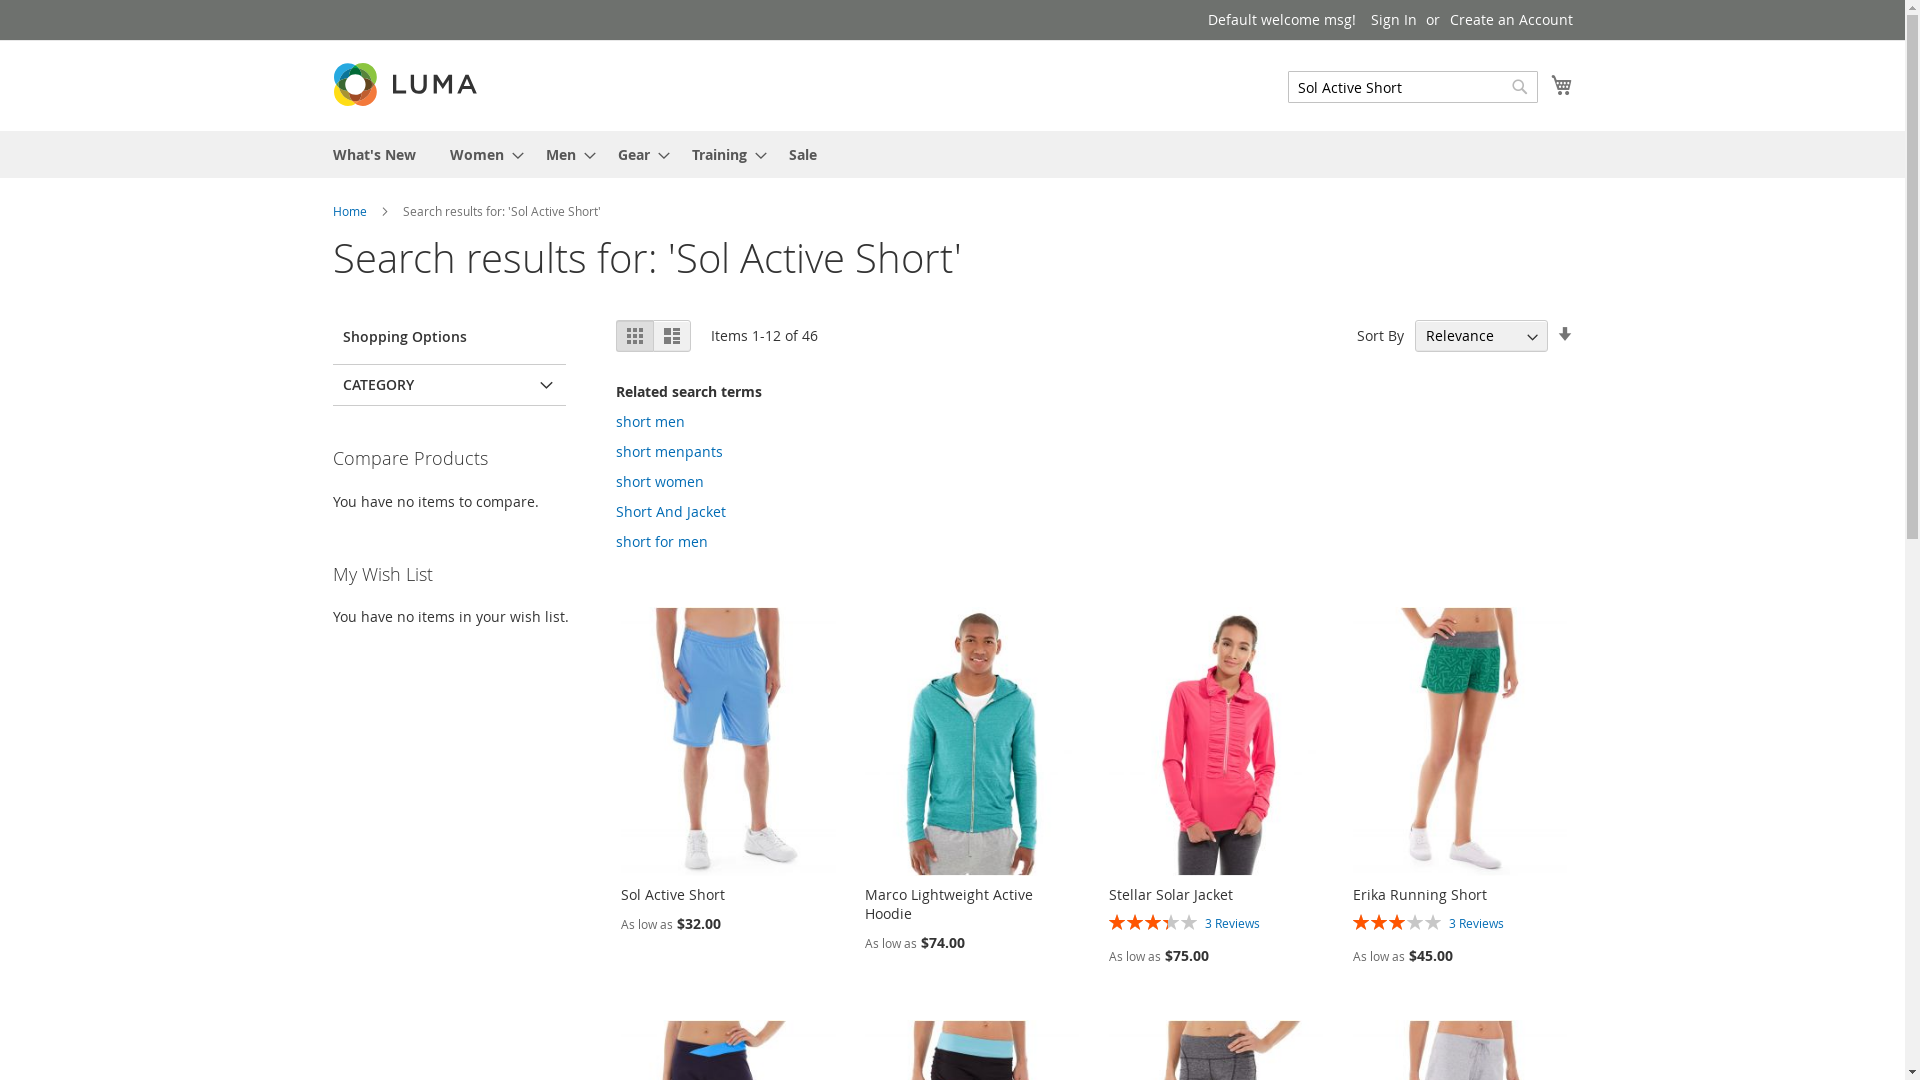 Default welcome msg! Sign In or Create an Account
LUMA
Sol Active Short
What's New Women Men Gear Training Sale
Home Search results for: 'Sol Active Short'
Search results for: 'Sol Active Short'
Shopping Options
CATEGORY
Compare Products
You have no items to compare.
My Wish List
You have no items in your wish list.
Items 1-12 of 46
Sort By Relevance
Related search terms
short men
short menpants
short women
Short And Jacket
short for men
Sol Active Short
As low as $32.00
Marco Lightweight Active
Hoodie
As low as $74.00
Stellar Solar Jacket
3 Reviews
As low as $75.00
Erika Running Short
3 Reviews
As low as $45.00